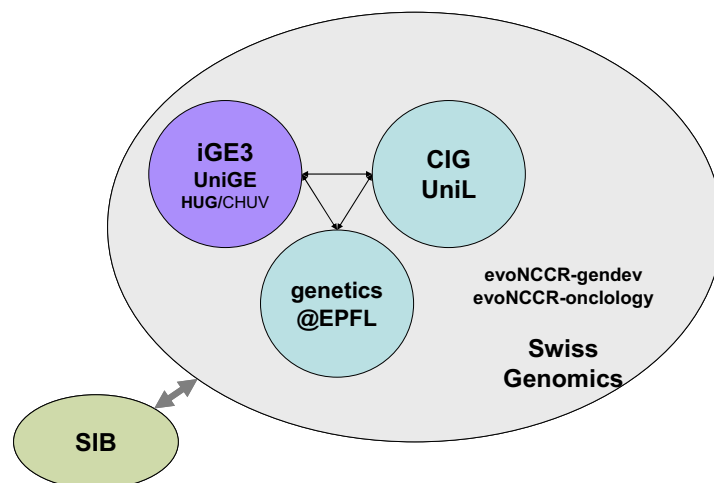 iGE3
UniGE
HUG/CHUV
CIG
UniL
genetics
@EPFL
evoNCCR-gendev
evoNCCR-onclology
Swiss
Genomics
SIB